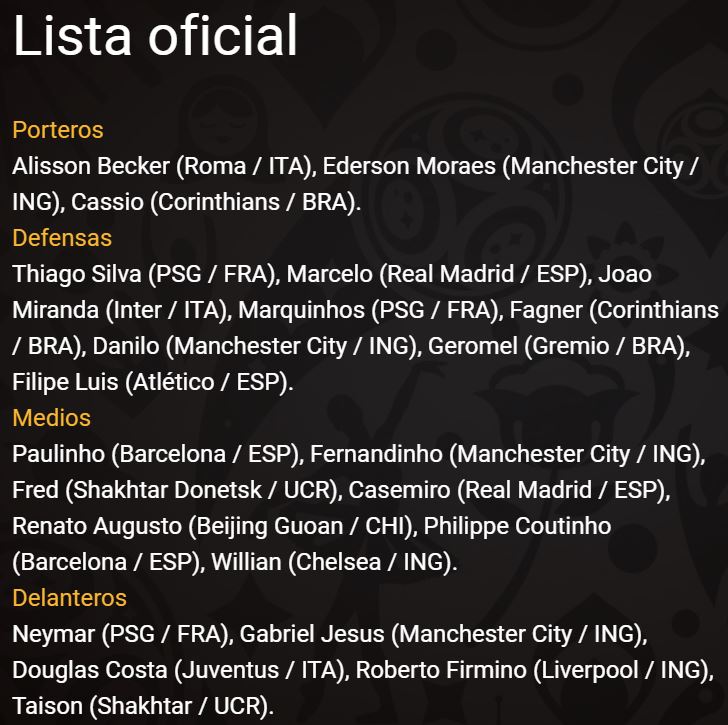 Lista oficial
Porteros
Alisson Becker (Roma / ITA), Ederson Moraes (Manchester City /
ING), Cassio (Corinthians / BRA).
Defensas
Thiago Silva (PSG / FRA), Marcelo (Real Madrid / ESP), Joao
Miranda (Inter / ITA), Marquinhos (PSG / FRA), Fagner (Corinthians
/ BRA), Danilo (Manchester City / ING), Geromel (Gremio / BRA),
Filipe Luis (Atlético / ESP).
Medios
Paulinho (Barcelona / ESP), Fernandinho (Manchester City / ING),
Fred (Shakhtar Donetsk / UCR), Casemiro (Real Madrid / ESP),
Renato Augusto (Beijing Guoan / CHI), Philippe Coutinho
(Barcelona / ESP), Willian (Chelsea / ING).
Delanteros
Neymar (PSG / FRA), Gabriel Jesus (Manchester City / ING),
Douglas Costa (Juventus / ITA), Roberto Firmino (Liverpool / ING),
Taison (Shakhtar / UCR).